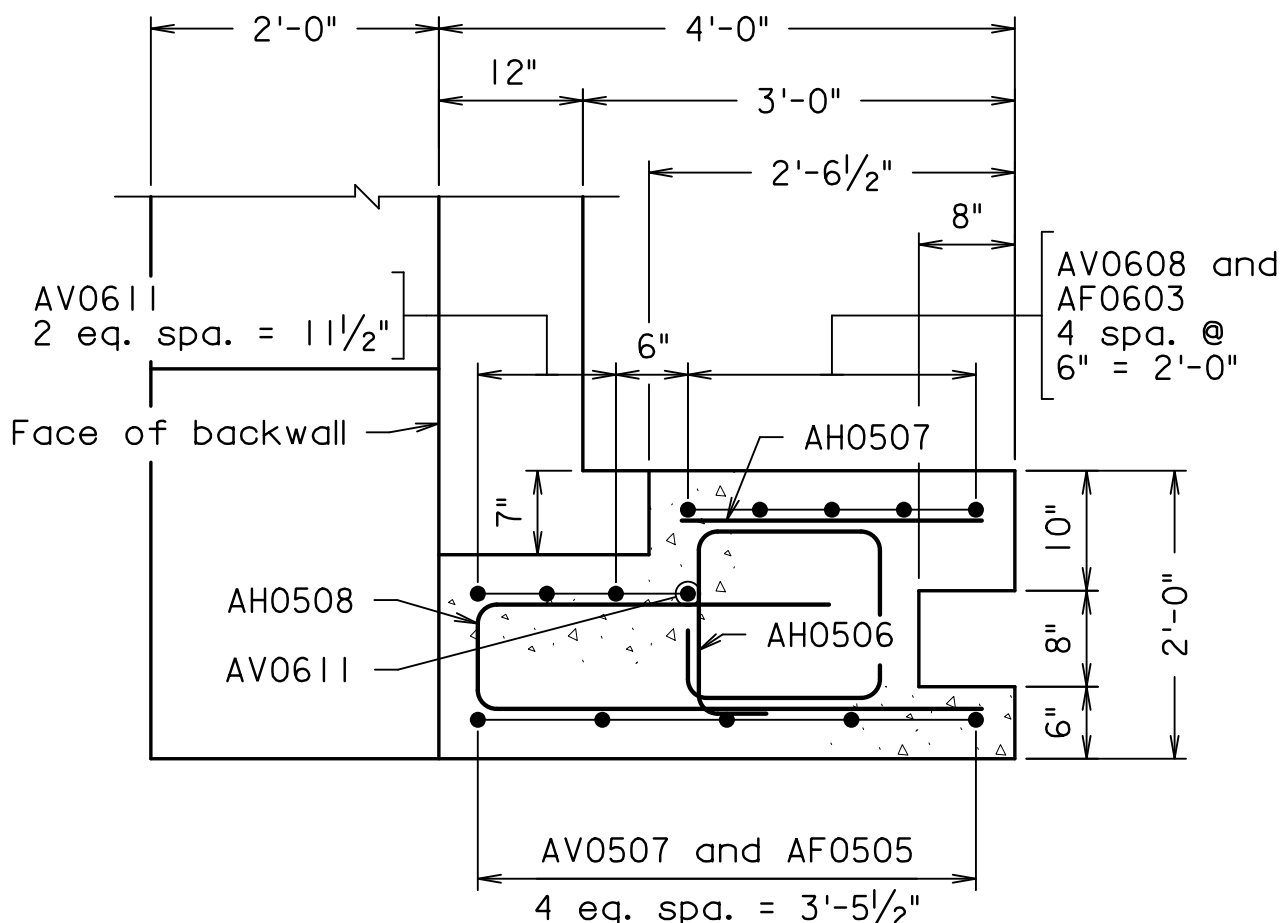 2'-0"
4'-0"
12"
3'-0"
2'-6½"
8"
AV0611
2 eq. spa. = 11½"
6"
AV0608 and
AF0603
4 spa. @
6" = 2'-0"
Face of backwall
AH0507
7"
10"
AH0508
8"
2'-0"
AH0506
AV0611
6"
AV0507 and AF0505
4 eq. spa. = 3'-5½"